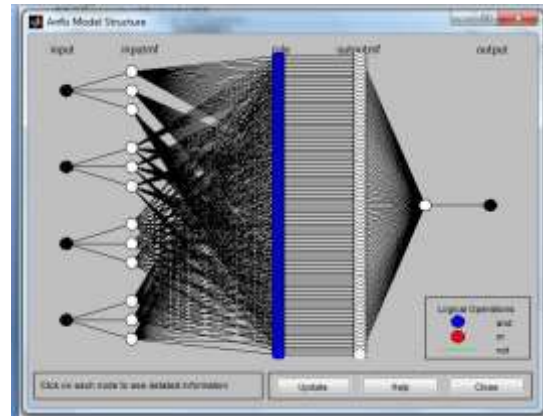 Anfis Model Structure
input inputmf rule outputmf output
Logical Operations
and
or
not
Click on each node to see detailed information
Update Help Close